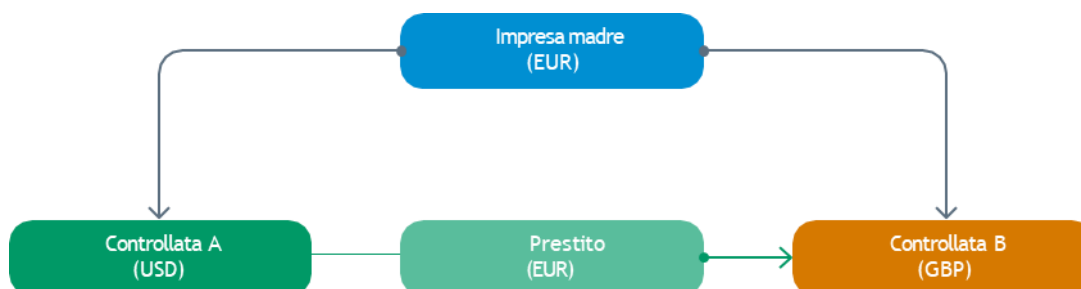 Impresa madre
(EUR)
Controllata A
(USD)
Prestito
(EUR)
Controllata B
(GBP)